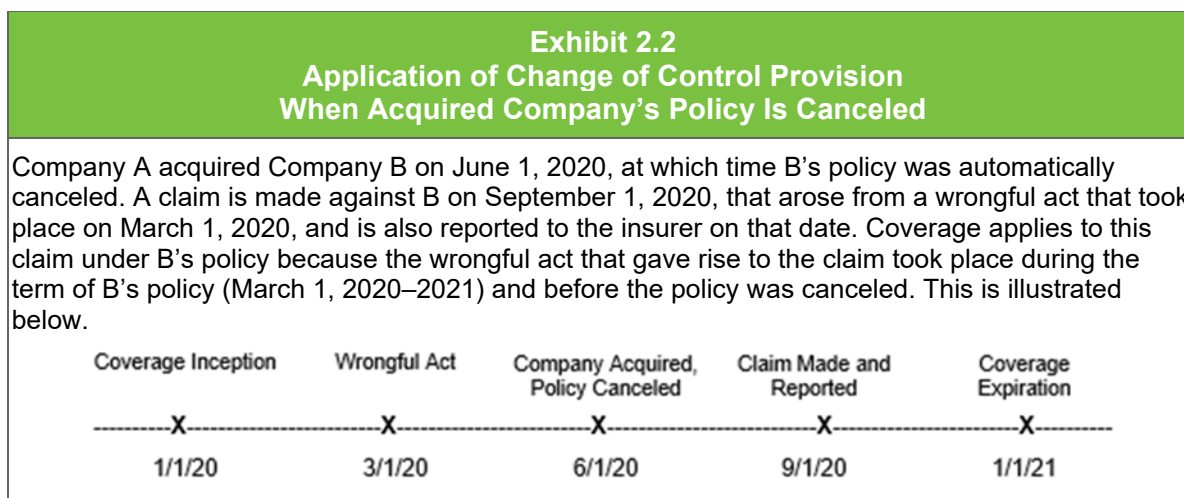 Exhibit 2.2
Application of Change of Control Provision
When Acquired Company’s Policy Is Canceled
Company A acquired Company B on June 1, 2020, at which time B’s policy was automatically
canceled. A claim is made against B on September 1, 2020, that arose from a wrongful act that took
place on March 1, 2020, and is also reported to the insurer on that date. Coverage applies to this
claim under B’s policy because the wrongful act that gave rise to the claim took place during the
term of B’s policy (March 1, 2020–2021) and before the policy was canceled. This is illustrated
below.
Coverage Inception Wrongful Act Company Acquired, Claim Made and Coverage
Policy Canceled Reported Expiration
----------X-----------------------X-----------------------X-------------------------X-----------------------X----------
1/1/20 3/1/20 6/1/20 9/1/20 1/1/21